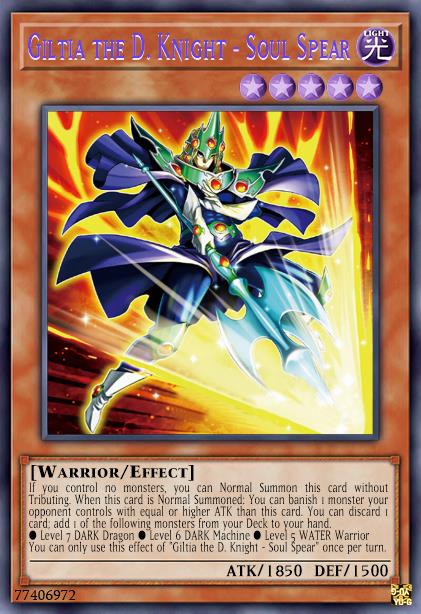 Giltia the D. Knight - Soul Spear
LIGHT
光
[Warrior/Effect]
If you control no monsters, you can Normal Summon this card without
Tributing. When this card is Normal Summoned: You can banish 1 monster your
opponent controls with equal or higher ATK than this card. You can discard 1
card; add 1 of the following monsters from your Deck to your hand.
● Level 7 DARK Dragon ● Level 6 DARK Machine ● Level 5 WATER Warrior
You can only use this effect of "Giltia the D. Knight - Soul Spear" once per turn.
ATK/1850 DEF/1500
77406972